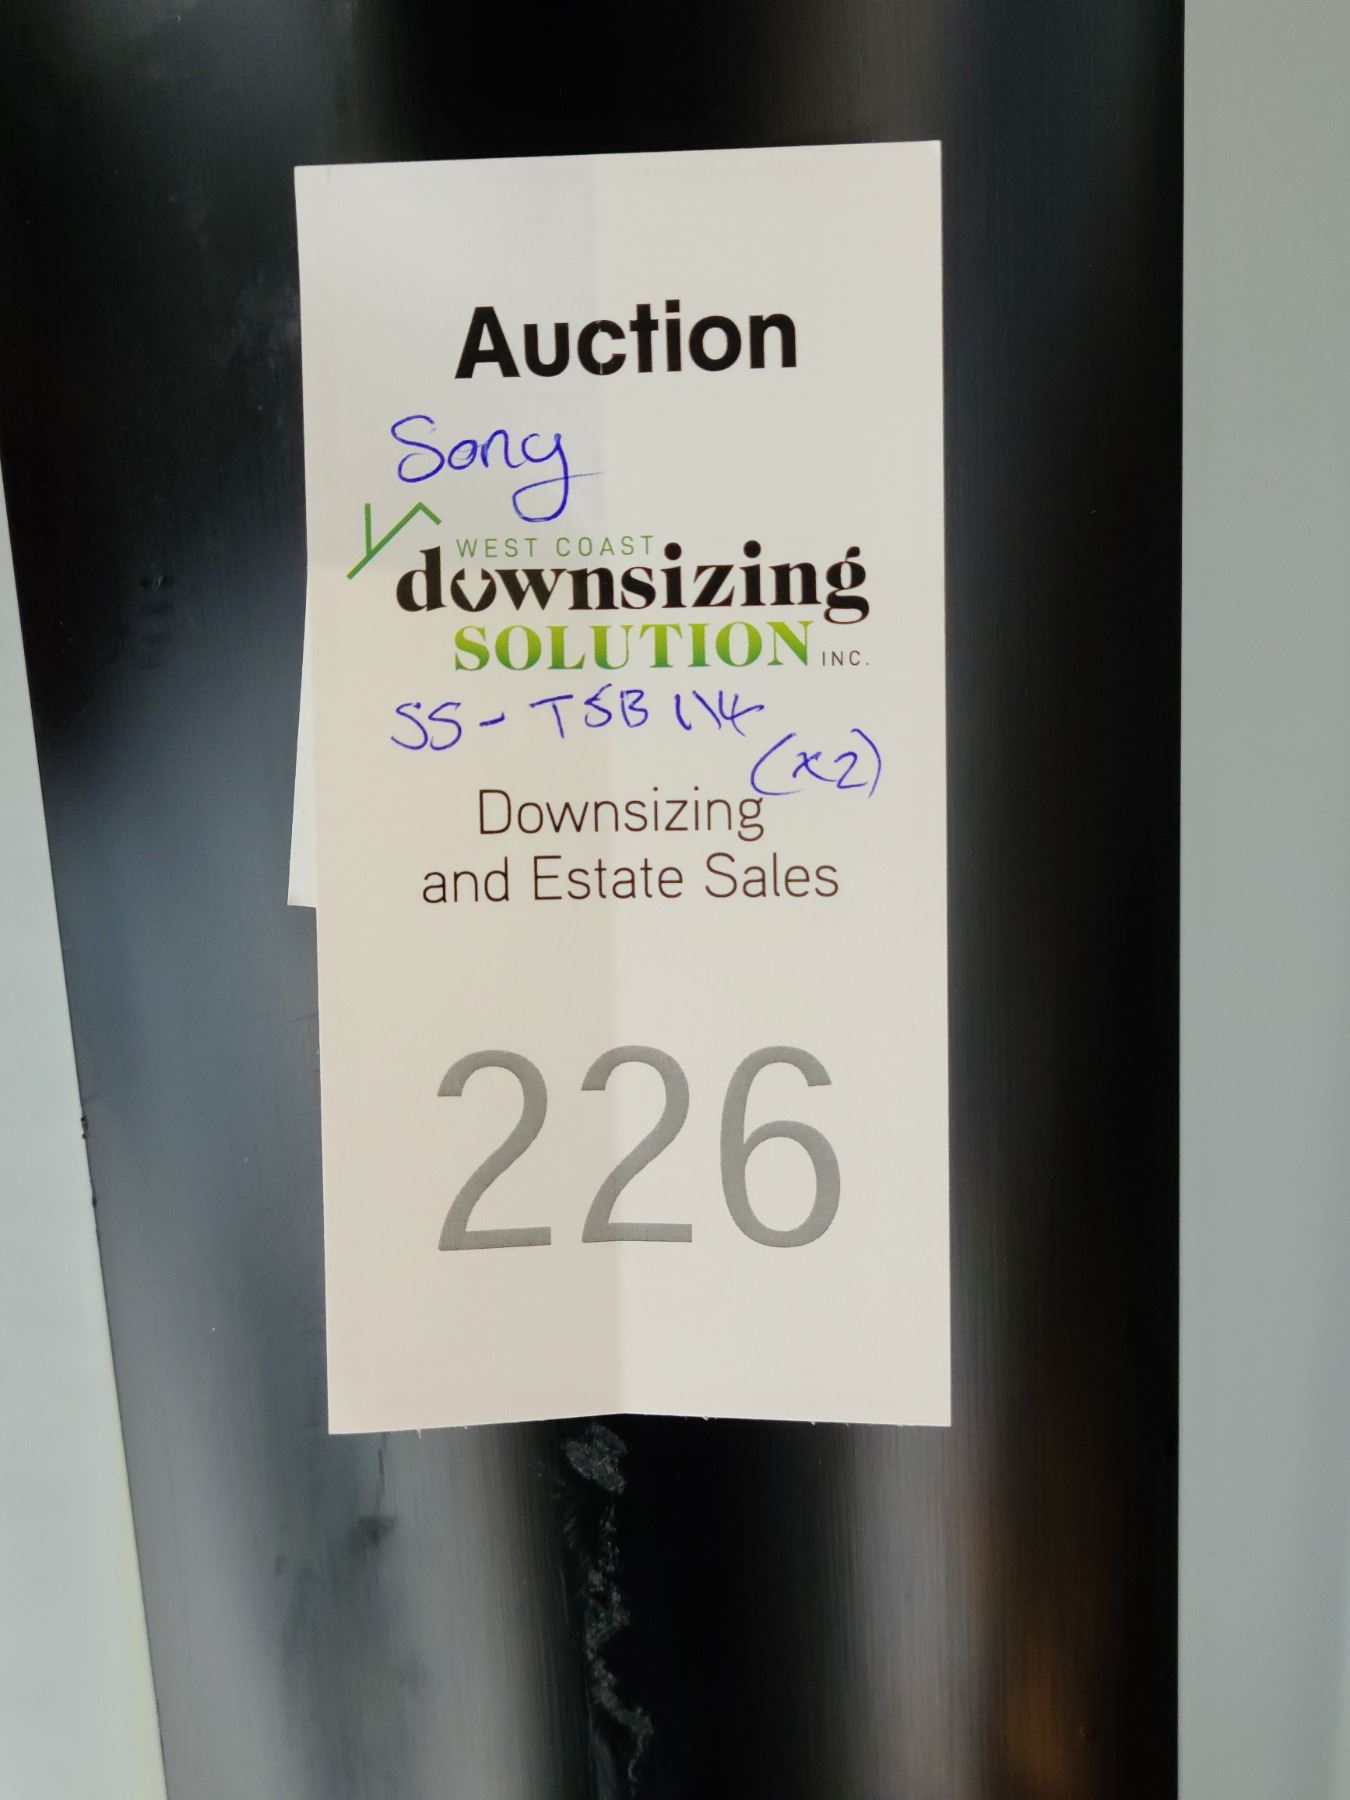 Auction
Sony
WEST COAST
downsizing
SOLUTION INC.
SS-TSB114
(x2)
Downsizing
and Estate Sales
226